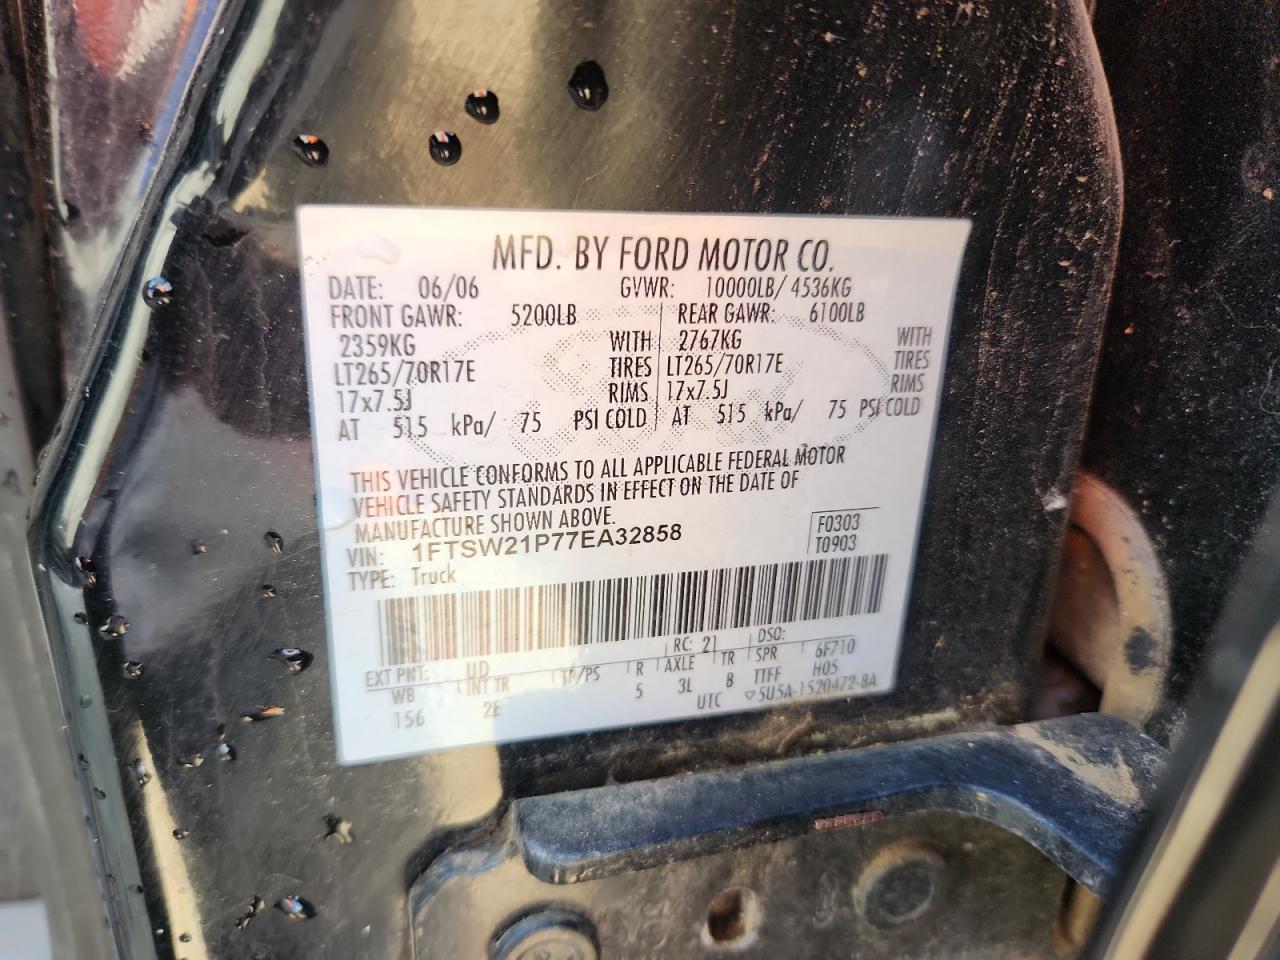 MFD. BY FORD MOTOR CO.
DATE: 06/06 GVWR: 10000LB/ 4536KG
FRONT GAWR: 5200LB REAR GAWR: 6100LB
2359KG WITH 2767KG WITH
LT265/70R17E TIRES LT265/70R17E TIRES
17x7.5J RIMS 17x7.5J RIMS
AT 515 kPa/ 75 PSI COLD AT 515 kPa/ 75 PSI COLD
THIS VEHICLE CONFORMS TO ALL APPLICABLE FEDERAL MOTOR
VEHICLE SAFETY STANDARDS IN EFFECT ON THE DATE OF
MANUFACTURE SHOWN ABOVE.
VIN: 1FTSW21P77EA32858 F0303
TYPE: Truck T0903
EXT PNT: UD RC: 21 DSO:
WB INT TR TP/PS R AXLE TR SPR 6F710
156 2E 5 3L B TTFF H05
UTC ▽5U5A-1520472-BA